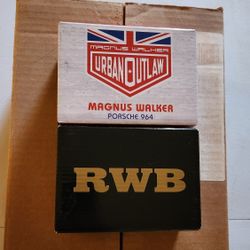 MAGNUS WALKER
URBAN OUTLAW
MAGNUS WALKER
PORSCHE 964
RWB